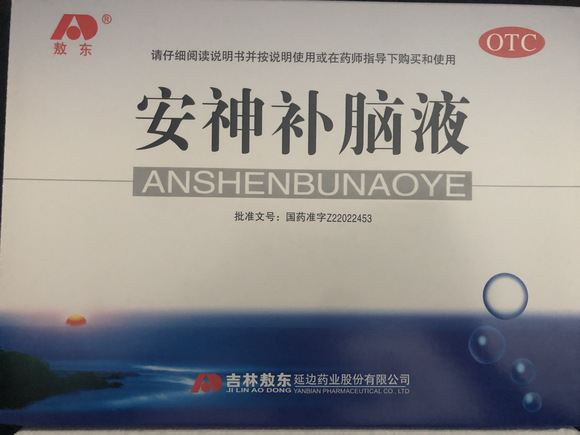 敖东®
OTC
请仔细阅读说明书并按说明使用或在药师指导下购买和使用
安神补脑液
ANSHENBUNAOYE
批准文号：国药准字Z22022453
吉林敖东 延边药业股份有限公司
JI LIN AO DONG YANBIAN PHARMACEUTICAL CO., LTD